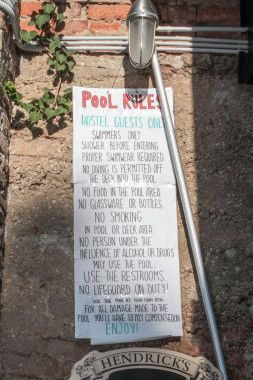 POOL RULES
HOSTEL GUESTS ONLY
SWIMMERS ONLY
SHOWER BEFORE ENTERING
PROPER SWIMWEAR REQUIRED
NO DIVING IS PERMITTED OFF
THE DECK INTO THE POOL
NO FOOD IN THE POOL AREA
NO GLASSWARE OR BOTTLES
NO SMOKING
IN POOL OR DECK AREA
NO PERSON UNDER THE
INFLUENCE OF ALCOHOL OR DRUGS
MAY USE THE POOL.
USE THE RESTROOMS
NO LIFEGUARD ON DUTY!
USE THE POOL AT YOUR OWN RISK
FOR ALL DAMAGE MADE TO THE
POOL YOU'LL HAVE TO PAY COMPENSATION
ENJOY!
HENDRICK'S